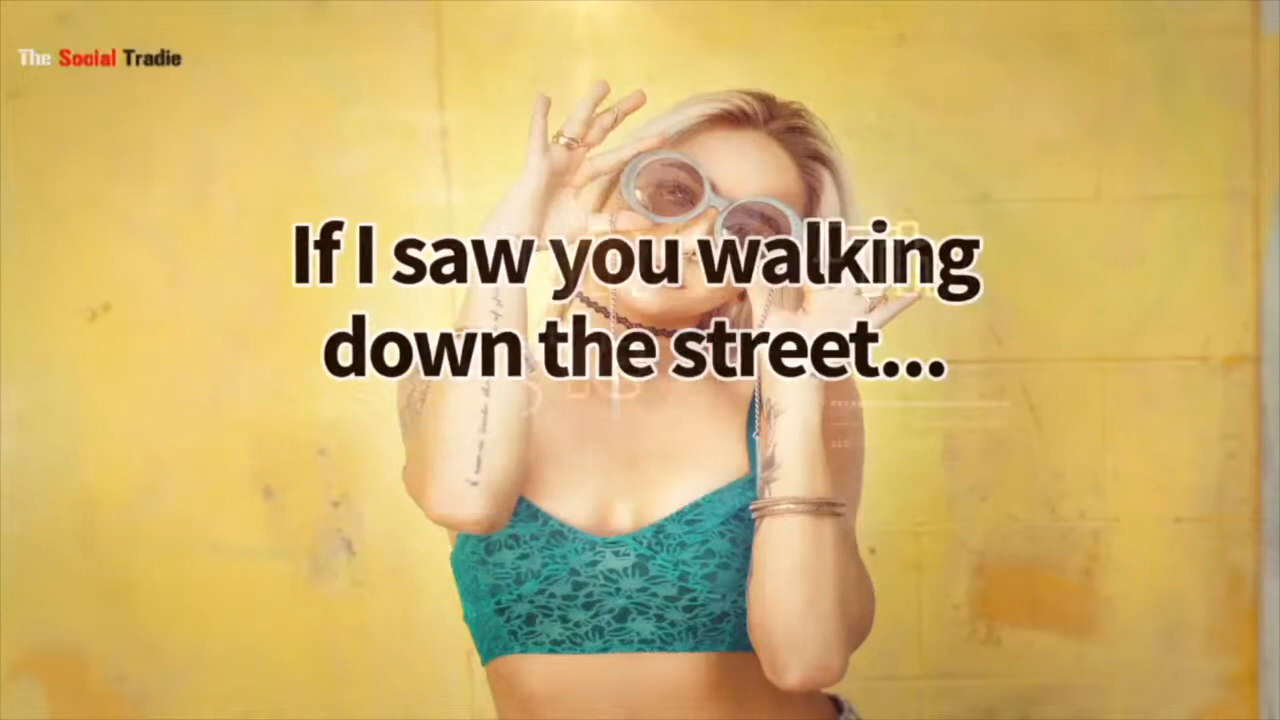 The Social Tradie
If I saw you walking
down the street...